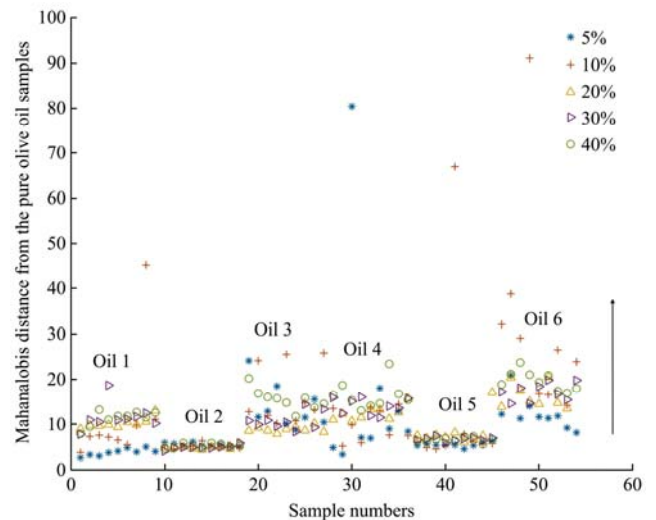 Mahanalobis distance from the pure olive oil samples
100
90
80
70
60
50
40
30
20
10
0
5%
10%
20%
30%
40%
Oil 1
Oil 2
Oil 3
Oil 4
Oil 5
Oil 6
0 10 20 30 40 50 60
Sample numbers